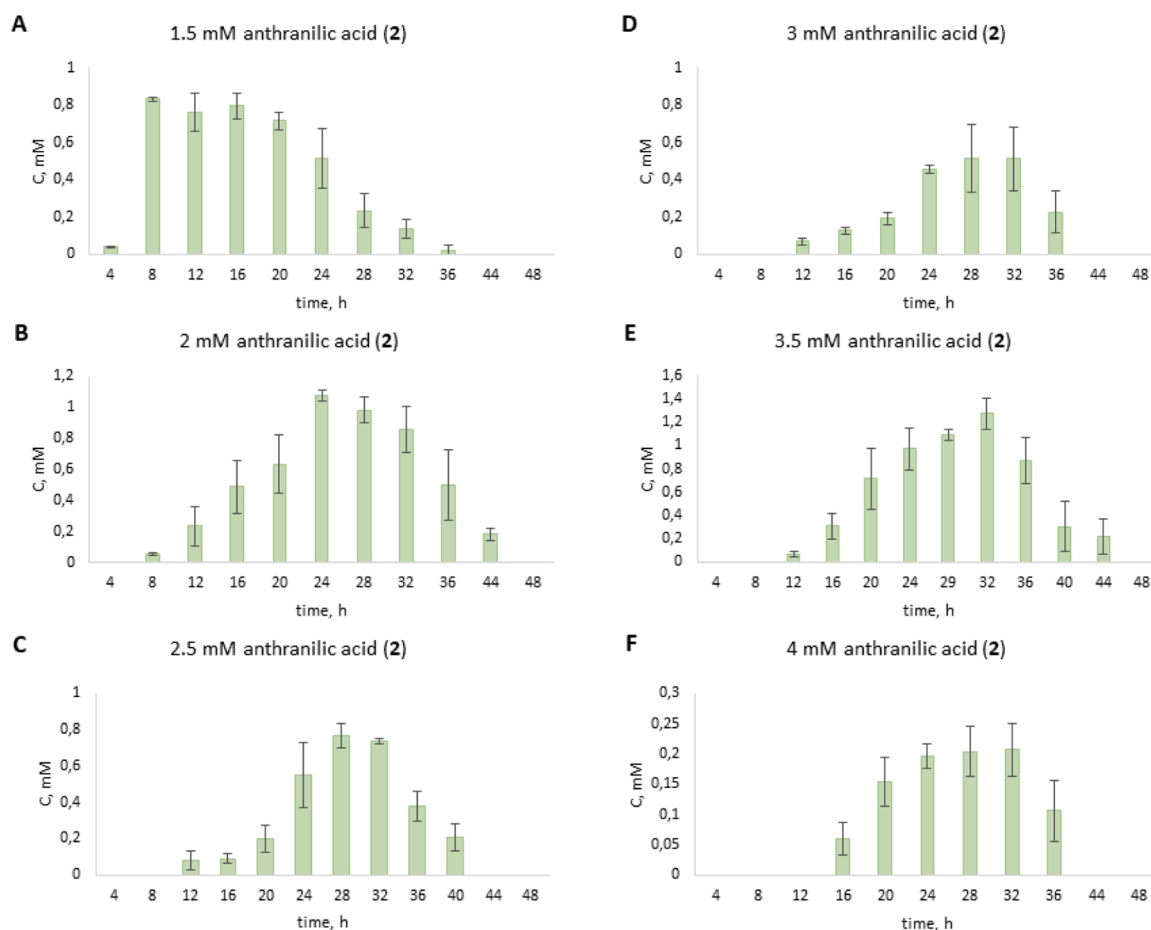 A
1.5 mM anthranilic acid (2)
1
0,8
0,6
0,4
0,2
0
C, mM
4 8 12 16 20 24 28 32 36 44 48
time, h
B
2 mM anthranilic acid (2)
1,2
1
0,8
0,6
0,4
0,2
0
C, mM
4 8 12 16 20 24 28 32 36 44 48
time, h
C
2.5 mM anthranilic acid (2)
1
0,8
0,6
0,4
0,2
0
C, mM
4 8 12 16 20 24 28 32 36 40 44 48
time, h
D
3 mM anthranilic acid (2)
1
0,8
0,6
0,4
0,2
0
C, mM
4 8 12 16 20 24 28 32 36 44 48
time, h
E
3.5 mM anthranilic acid (2)
1,6
1,4
1,2
1
0,8
0,6
0,4
0,2
0
C, mM
4 8 12 16 20 24 29 32 36 40 44 48
time, h
F
4 mM anthranilic acid (2)
0,3
0,25
0,2
0,15
0,1
0,05
0
C, mM
4 8 12 16 20 24 28 32 36 44 48
time, h